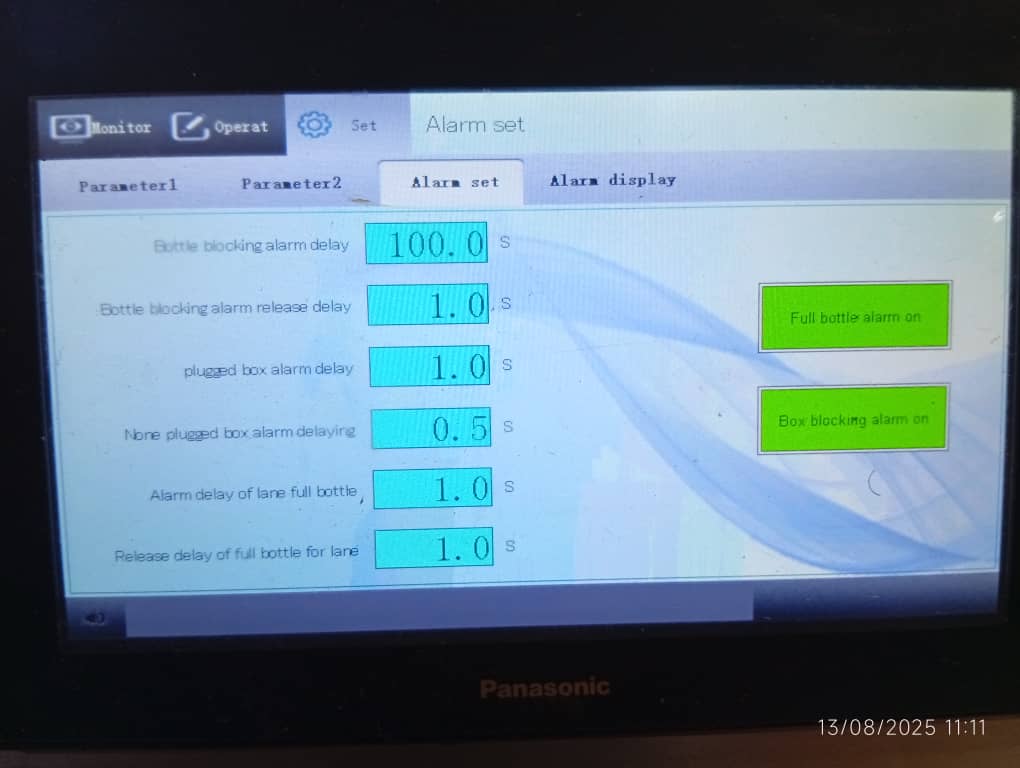 Monitor Operat Set Alarm set
Parameter1 Parameter2 Alarm set Alarm display
Bottle blocking alarm delay 100.0 S
Bottle blocking alarm release delay 1.0 S
plugged box alarm delay 1.0 S
None plugged box alarm delaying 0.5 S
Alarm delay of lane full bottle 1.0 S
Release delay of full bottle for lane 1.0 S
Full bottle alarm on
Box blocking alarm on
Panasonic
13/08/2025 11:11